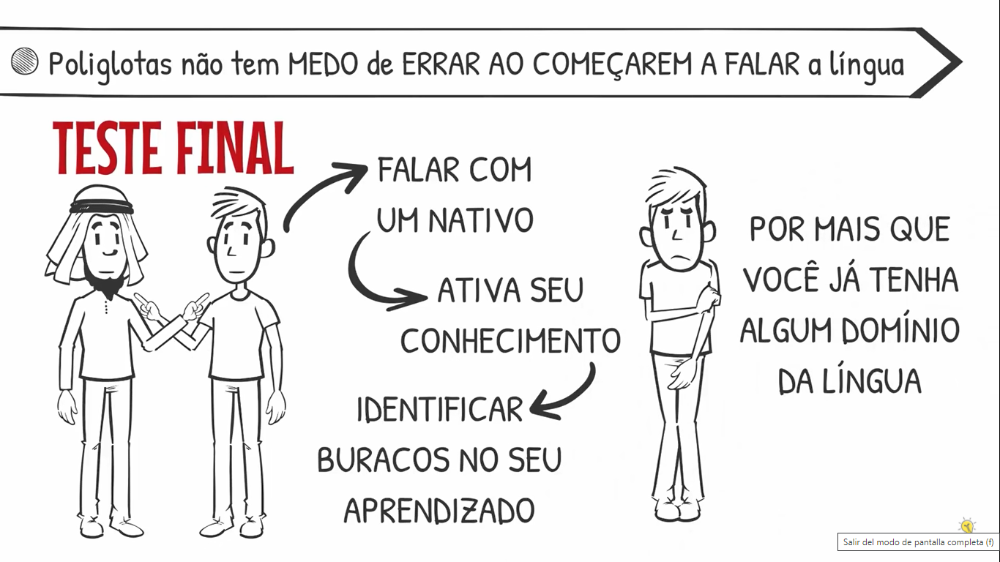 Poliglotas não tem MEDO de ERRAR AO COMEÇAREM A FALAR a língua
TESTE FINAL
FALAR COM
UM NATIVO
ATIVA SEU
CONHECIMENTO
IDENTIFICAR
BURACOS NO SEU
APRENDIZADO
POR MAIS QUE
VOCÊ JÁ TENHA
ALGUM DOMÍNIO
DA LÍNGUA
Salir del modo de pantalla completa (f)